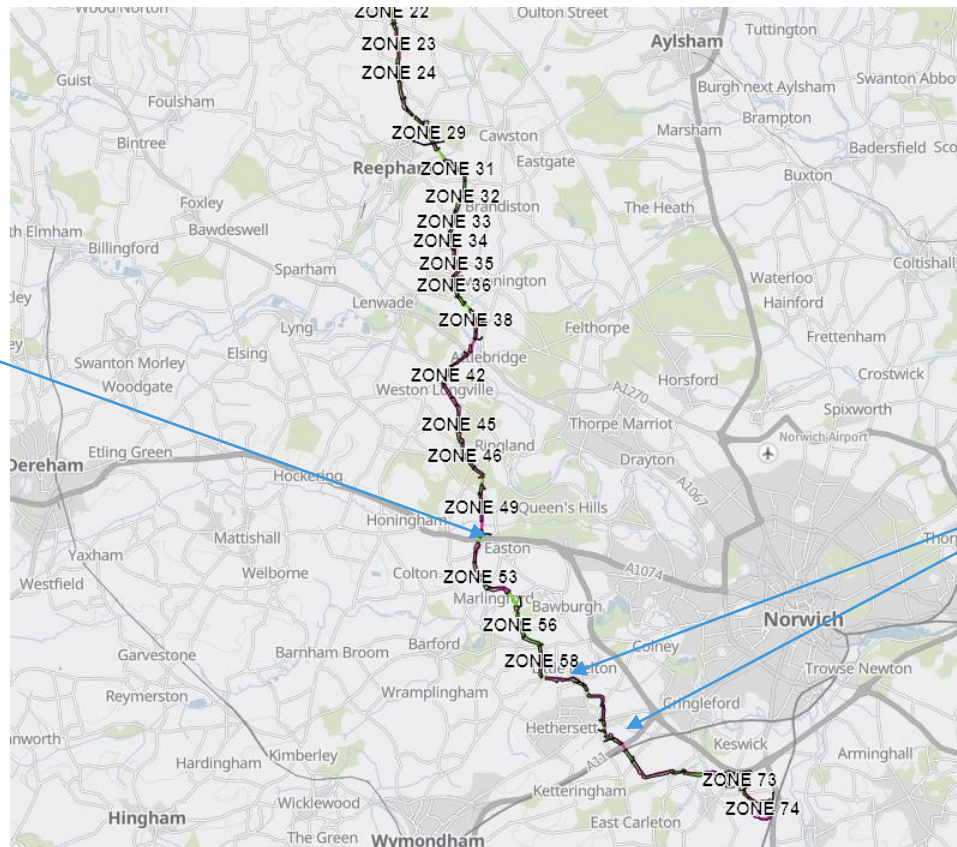 Wood Norton
ZONE 22
Oulton Street
Tuttington
ZONE 23
Aylsham
Guist
ZONE 24
Burgh next Aylsham
Swanton Abbo
Foulsham
Brampton
Bintree
ZONE 29
Cawston
Marsham
Badersfield
Sco
Reepham
ZONE 31
Eastgate
Buxton
Foxley
ZONE 32
Brandiston
The Heath
th Elmham
Bawdeswell
ZONE 33
Billingford
ZONE 34
Coltishall
Sparham
ZONE 35
Waterloo
ZONE 36
Hainford
Lenwade
Lyng
ZONE 38
Felthorpe
Frettenham
Elsing
Attlebridge
Swanton Morley
ZONE 42
Horsford
Crostwick
Woodgate
Weston Longville
A1270
ZONE 45
Thorpe Marriot
Spixworth
Ringland
Norwich Airport
Etling Green
ZONE 46
Drayton
Dereham
Hockering
A1067
ZONE 49
Queen's Hills
Honingham
Mattishall
Easton
Thorp
Yaxham
Colton
ZONE 53
A1074
Westfield
Welborne
Marlingford
Bawburgh
ZONE 56
Norwich
Barford
Colney
Garvestone
Barnham Broom
ZONE 58
Trowse Newton
Reymerston
Wramplingham
Cringleford
Hethersett
Keswick
Kimberley
A11
Arminghall
Hardingham
ZONE 73
Ketteringham
Wicklewood
ZONE 74
Hingham
East Carleton
The Green
Wymondham